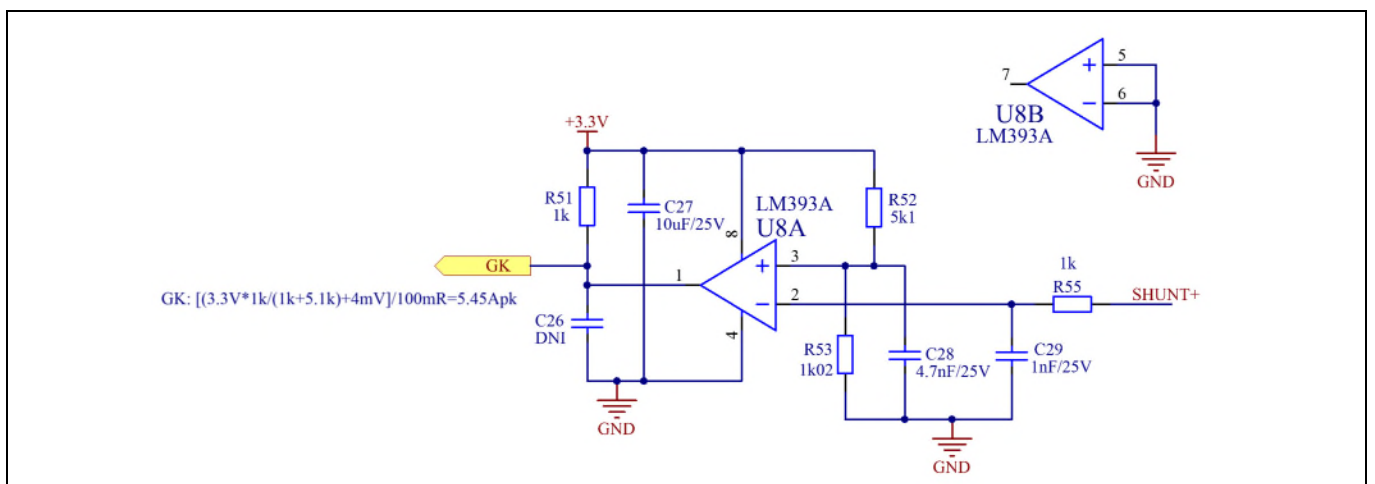 7
5
+
6
−
U8B
LM393A
GND
+3.3V
R51
1k
C27
10uF/25V
LM393A
U8A
R52
5k1
8
GK
1
+
3
−
2
4
1k
R55
SHUNT+
GK: [(3.3V*1k/(1k+5.1k)+4mV]/100mR=5.45Apk
C26
DNI
R53
1k02
C28
4.7nF/25V
C29
1nF/25V
GND
GND